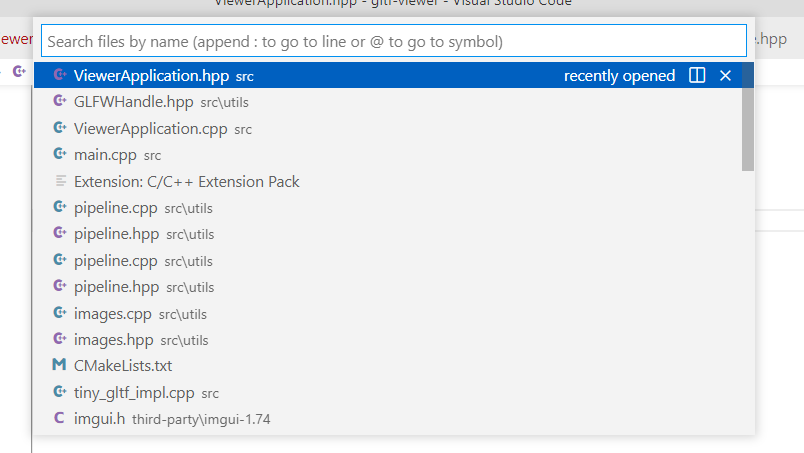 ViewerApplication.hpp - gltf-viewer - Visual Studio Code
Search files by name (append : to go to line or @ to go to symbol)
ViewerApplication.hpp src recently opened
GLFWHandle.hpp src\utils
ViewerApplication.cpp src
main.cpp src
Extension: C/C++ Extension Pack
pipeline.cpp src\utils
pipeline.hpp src\utils
pipeline.cpp src\utils
pipeline.hpp src\utils
images.cpp src\utils
images.hpp src\utils
CMakeLists.txt
tiny_gltf_impl.cpp src
imgui.h third-party\imgui-1.74